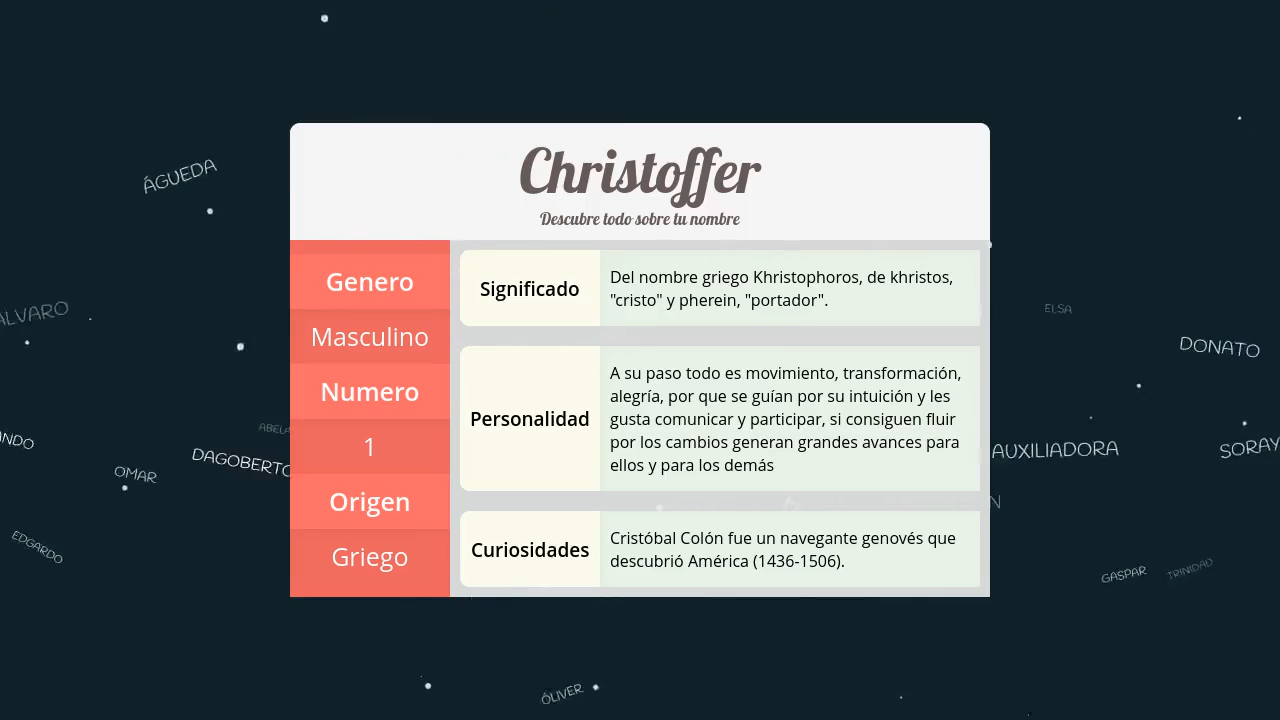 ÁGUEDA
Christoffer
Descubre todo sobre tu nombre
Genero
Masculino
Numero
1
Origen
Griego
Significado
Del nombre griego Khristophoros, de khristos,
"cristo" y pherein, "portador".
Personalidad
A su paso todo es movimiento, transformación,
alegría, por que se guían por su intuición y les
gusta comunicar y participar, si consiguen fluir
por los cambios generan grandes avances para
ellos y para los demás
Curiosidades
Cristóbal Colón fue un navegante genovés que
descubrió América (1436-1506).
ALVARO
ELSA
DONATO
DAGOBERTO
OMAR
AUXILIADORA
SORAY
EDGARDO
GASPAR
TRINIDAD
ÓLIVER